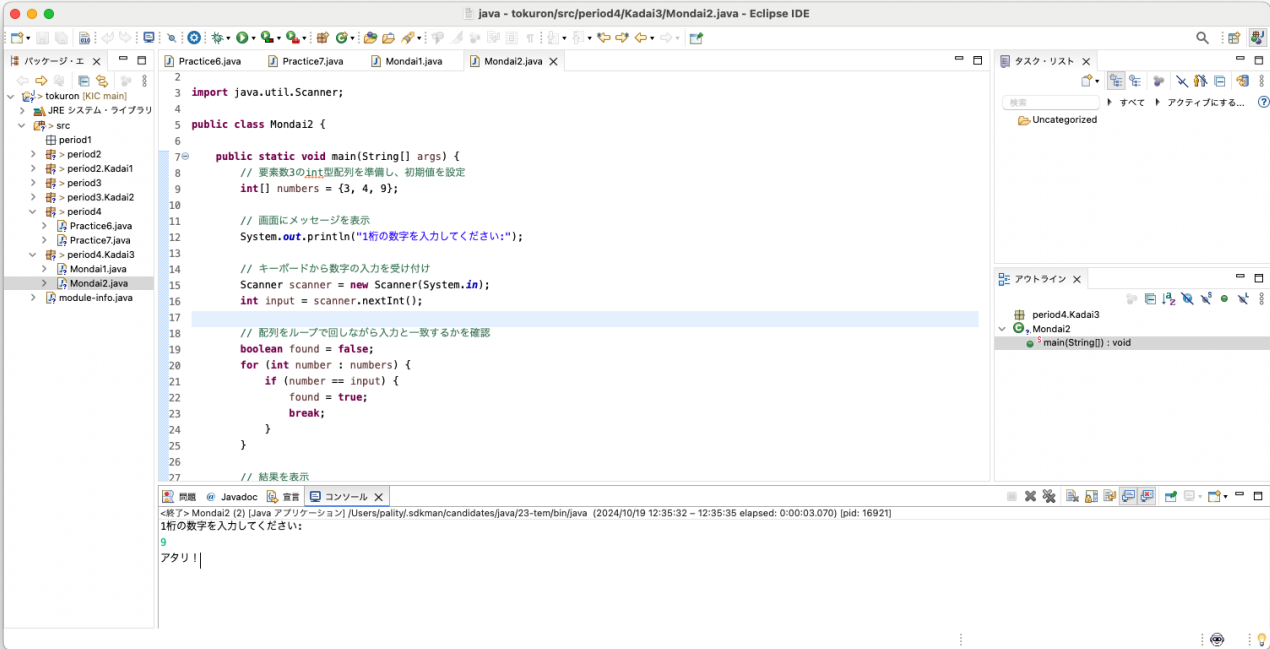 java - tokuron/src/period4/Kadai3/Mondai2.java - Eclipse IDE
パッケージ・エ
> tokuron [KIC main]
JRE システム・ライブラリ
> src
period1
> period2
> period2.Kadai1
> period3
> period3.Kadai2
> period4
Practice6.java
Practice7.java
> period4.Kadai3
Mondai1.java
Mondai2.java
module-info.java
Practice6.java
Practice7.java
Mondai1.java
Mondai2.java
2
3 import java.util.Scanner;
4
5 public class Mondai2 {
6
7 public static void main(String[] args) {
8 // 要素数3のint型配列を準備し、初期値を設定
9 int[] numbers = {3, 4, 9};
10
11 // 画面にメッセージを表示
12 System.out.println("1桁の数字を入力してください:");
13
14 // キーボードから数字の入力を受け付け
15 Scanner scanner = new Scanner(System.in);
16 int input = scanner.nextInt();
17
18 // 配列をループで回しながら入力と一致するかを確認
19 boolean found = false;
20 for (int number : numbers) {
21 if (number == input) {
22 found = true;
23 break;
24 }
25 }
26
27 // 結果を表示
タスク・リスト
検索
すべて
アクティブにする...
Uncategorized
アウトライン
period4.Kadai3
Mondai2
main(String[]) : void
問題
@ Javadoc
宣言
コンソール
<終了> Mondai2 (2) [Java アプリケーション] /Users/pality/.sdkman/candidates/java/23-tem/bin/java (2024/10/19 12:35:32 – 12:35:35 elapsed: 0:00:03.070) [pid: 16921]
1桁の数字を入力してください:
9
アタリ！